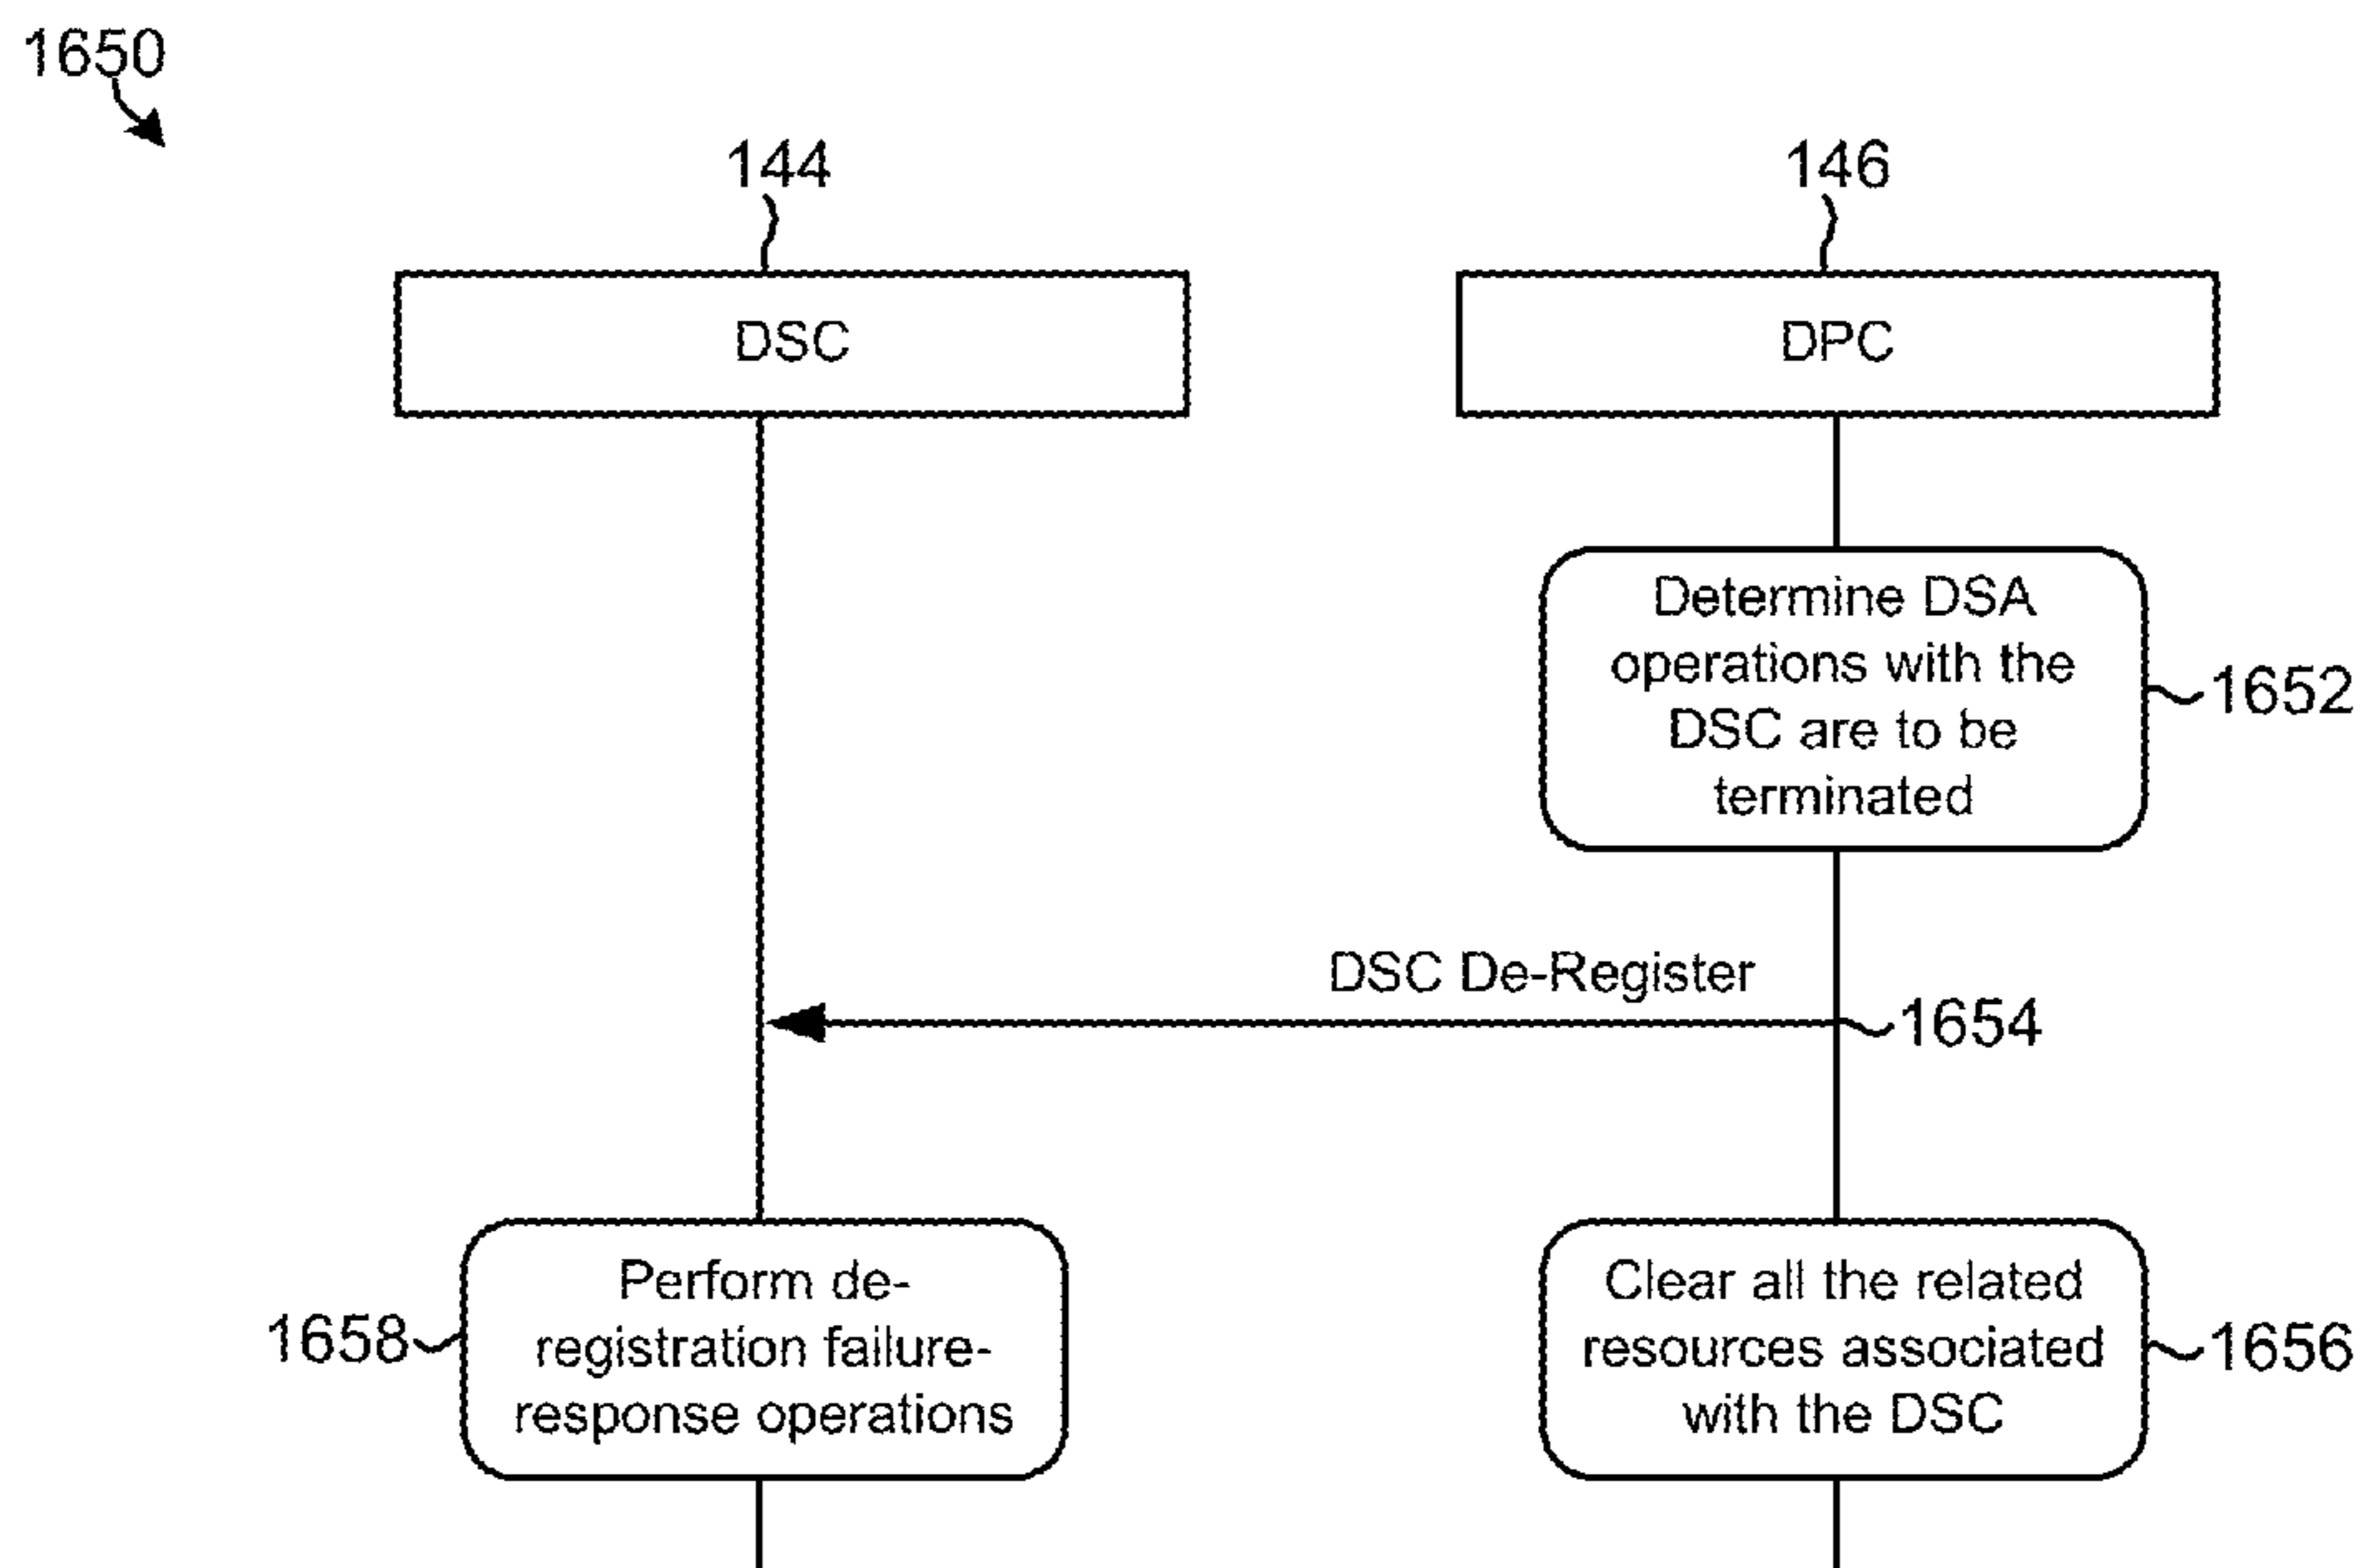 1650
144
146
DSC
DPC
Determine DSA
operations with the
DSC are to be
terminated
1652
DSC De-Register
1654
Perform de-
registration failure-
response operations
1658
Clear all the related
resources associated
with the DSC
1656